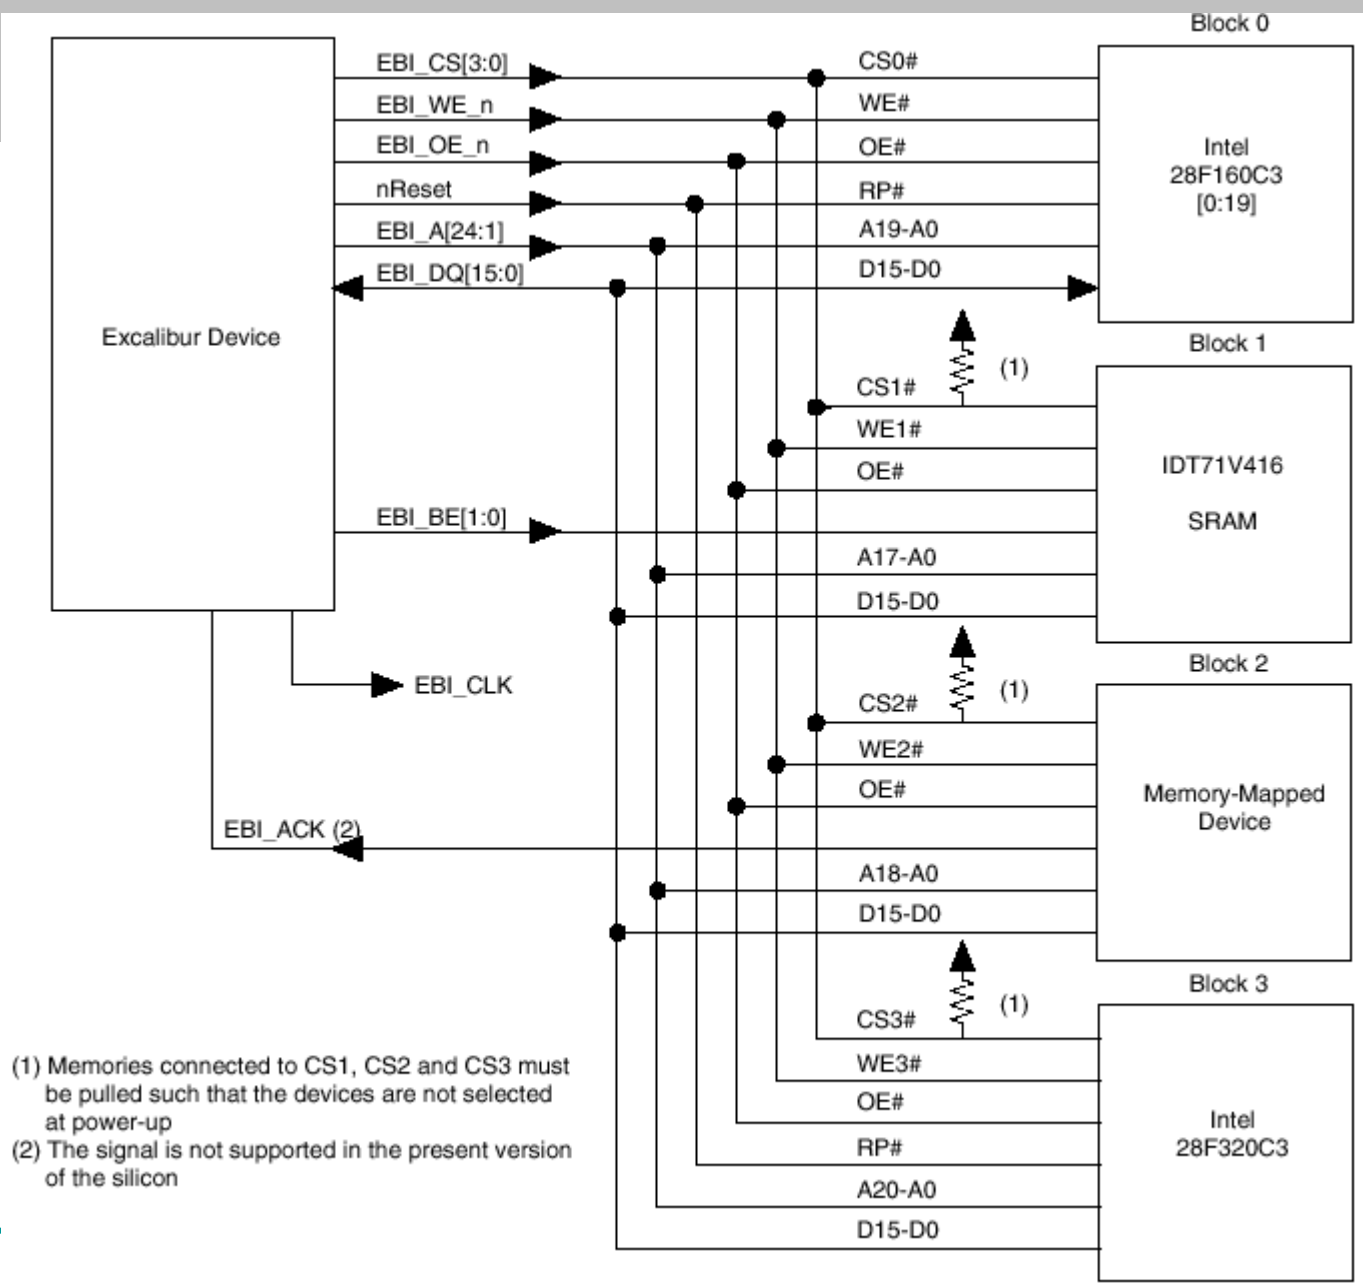 Block 0
EBI_CS[3:0]
CS0#
EBI_WE_n
WE#
EBI_OE_n
OE#
Intel
28F160C3
[0:19]
nReset
RP#
EBI_A[24:1]
A19-A0
EBI_DQ[15:0]
D15-D0
Excalibur Device
Block 1
(1)
CS1#
WE1#
OE#
IDT71V416
SRAM
EBI_BE[1:0]
A17-A0
D15-D0
Block 2
EBI_CLK
(1)
CS2#
WE2#
OE#
Memory-Mapped
Device
EBI_ACK (2)
A18-A0
D15-D0
Block 3
(1)
CS3#
WE3#
OE#
Intel
28F320C3
RP#
A20-A0
D15-D0
(1) Memories connected to CS1, CS2 and CS3 must
be pulled such that the devices are not selected
at power-up
(2) The signal is not supported in the present version
of the silicon